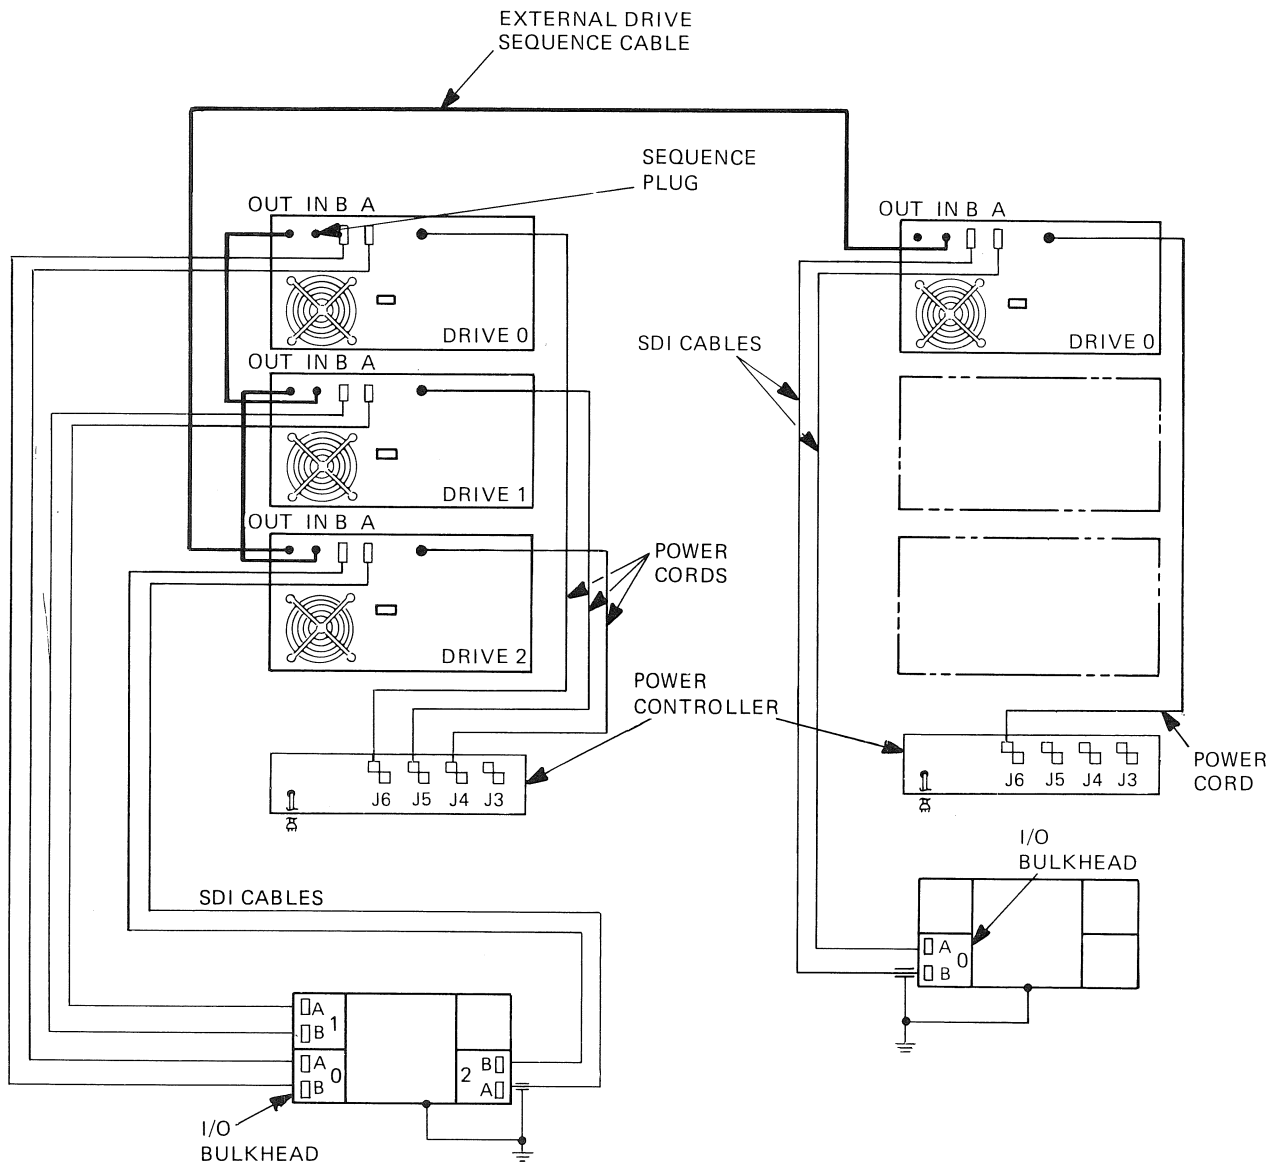 EXTERNAL DRIVE
SEQUENCE CABLE
SEQUENCE
PLUG
OUT IN B A
OUT IN B A
DRIVE 0
DRIVE 0
SDI CABLES
OUT IN B A
DRIVE 1
OUT IN B A
DRIVE 2
POWER
CORDS
POWER
CONTROLLER
J6 J5 J4 J3
J6 J5 J4 J3
POWER
CORD
I/O
BULKHEAD
SDI CABLES
A
B
0
A
B
1
A
B
0
B
A
2
I/O
BULKHEAD